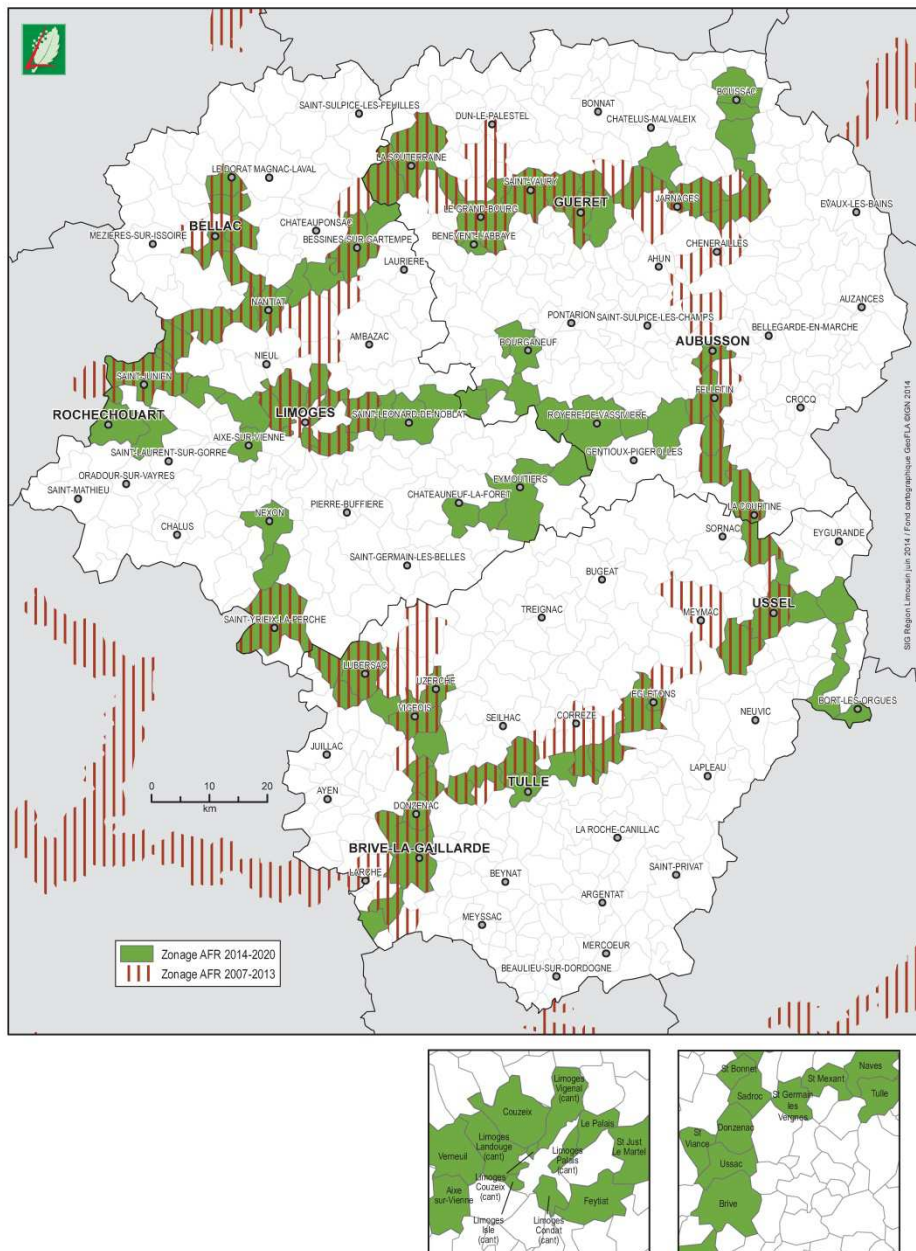 SAINT-SULPICE-LES-FEUILLES
BOUSSAC
BONNAT
DUN-LE-PALESTEL
CHATELUS-MALVALEIX
LA SOUTERRAINE
LE DORAT MAGNAC-LAVAL
SAINT-VAURY
GUERET
JARNAGES
LE GRAND-BOURG
EVAUX-LES-BAINS
BÉLLAC
CHATEAUPONSAC
MEZIERES-SUR-ISSOIRE
BESSINES-SUR-GARTEMPE
BENEVENT-L'ABBAYE
CHENERAILLES
LAURIERE
AHUN
NANTIAT
AUZANCES
PONTARION
SAINT-SULPICE-LES-CHAMPS
BELLEGARDE-EN-MARCHE
AMBAZAC
BOURGANEUF
AUBUSSON
NIEUL
SAINT-JUNIEN
FELLETIN
CROCQ
ROCHECHOUART
LIMOGES
SAINT-LEONARD-DE-NOBLAT
ROYERE-DE-VASSIVIERE
AIXE-SUR-VIENNE
SAINT-LAURENT-SUR-GORRE
GENTIOUX-PIGEROLLES
ORADOUR-SUR-VAYRES
SAINT-MATHIEU
EYMOUTIERS
CHATEAUNEUF-LA-FORET
PIERRE-BUFFIERE
NEXON
LA COURTINE
CHALUS
SORNAC
EYGURANDE
SAINT-GERMAIN-LES-BELLES
BUGEAT
TREIGNAC
MEYMAC
USSEL
SAINT-YRIEIX-LA-PERCHE
LUBERSAC
UZERCHE
EGLETONS
BORT-LES-ORGUES
VIGEOIS
SEILHAC
CORREZE
NEUVIC
JUILLAC
LAPLEAU
TULLE
AYEN
0 10 20
km
DONZENAC
LA ROCHE-CANILLAC
BRIVE-LA-GAILLARDE
LARCHE
BEYNAT
SAINT-PRIVAT
ARGENTAT
MEYSSAC
MERCOEUR
BEAULIEU-SUR-DORDOGNE
Zonage AFR 2014-2020
Zonage AFR 2007-2013
SIG Région Limousin juin 2014 / Fond cartographique GeoFLA ©IGN 2014
Limoges
Vigenal
(cant)
Couzeix
Le Palais
Limoges
Landouge
(cant)
St Just
Le Martel
Verneuil
Limoges
Palais
(cant)
Limoges
Couzeix
(cant)
Aixe
sur-Vienne
Feytiat
Limoges
Isle
(cant)
Limoges
Condat
(cant)
St Bonnet
Naves
St Mexant
Sadroc
St Germain
les
Vergnes
Tulle
Donzenac
St
Viance
Ussac
Brive